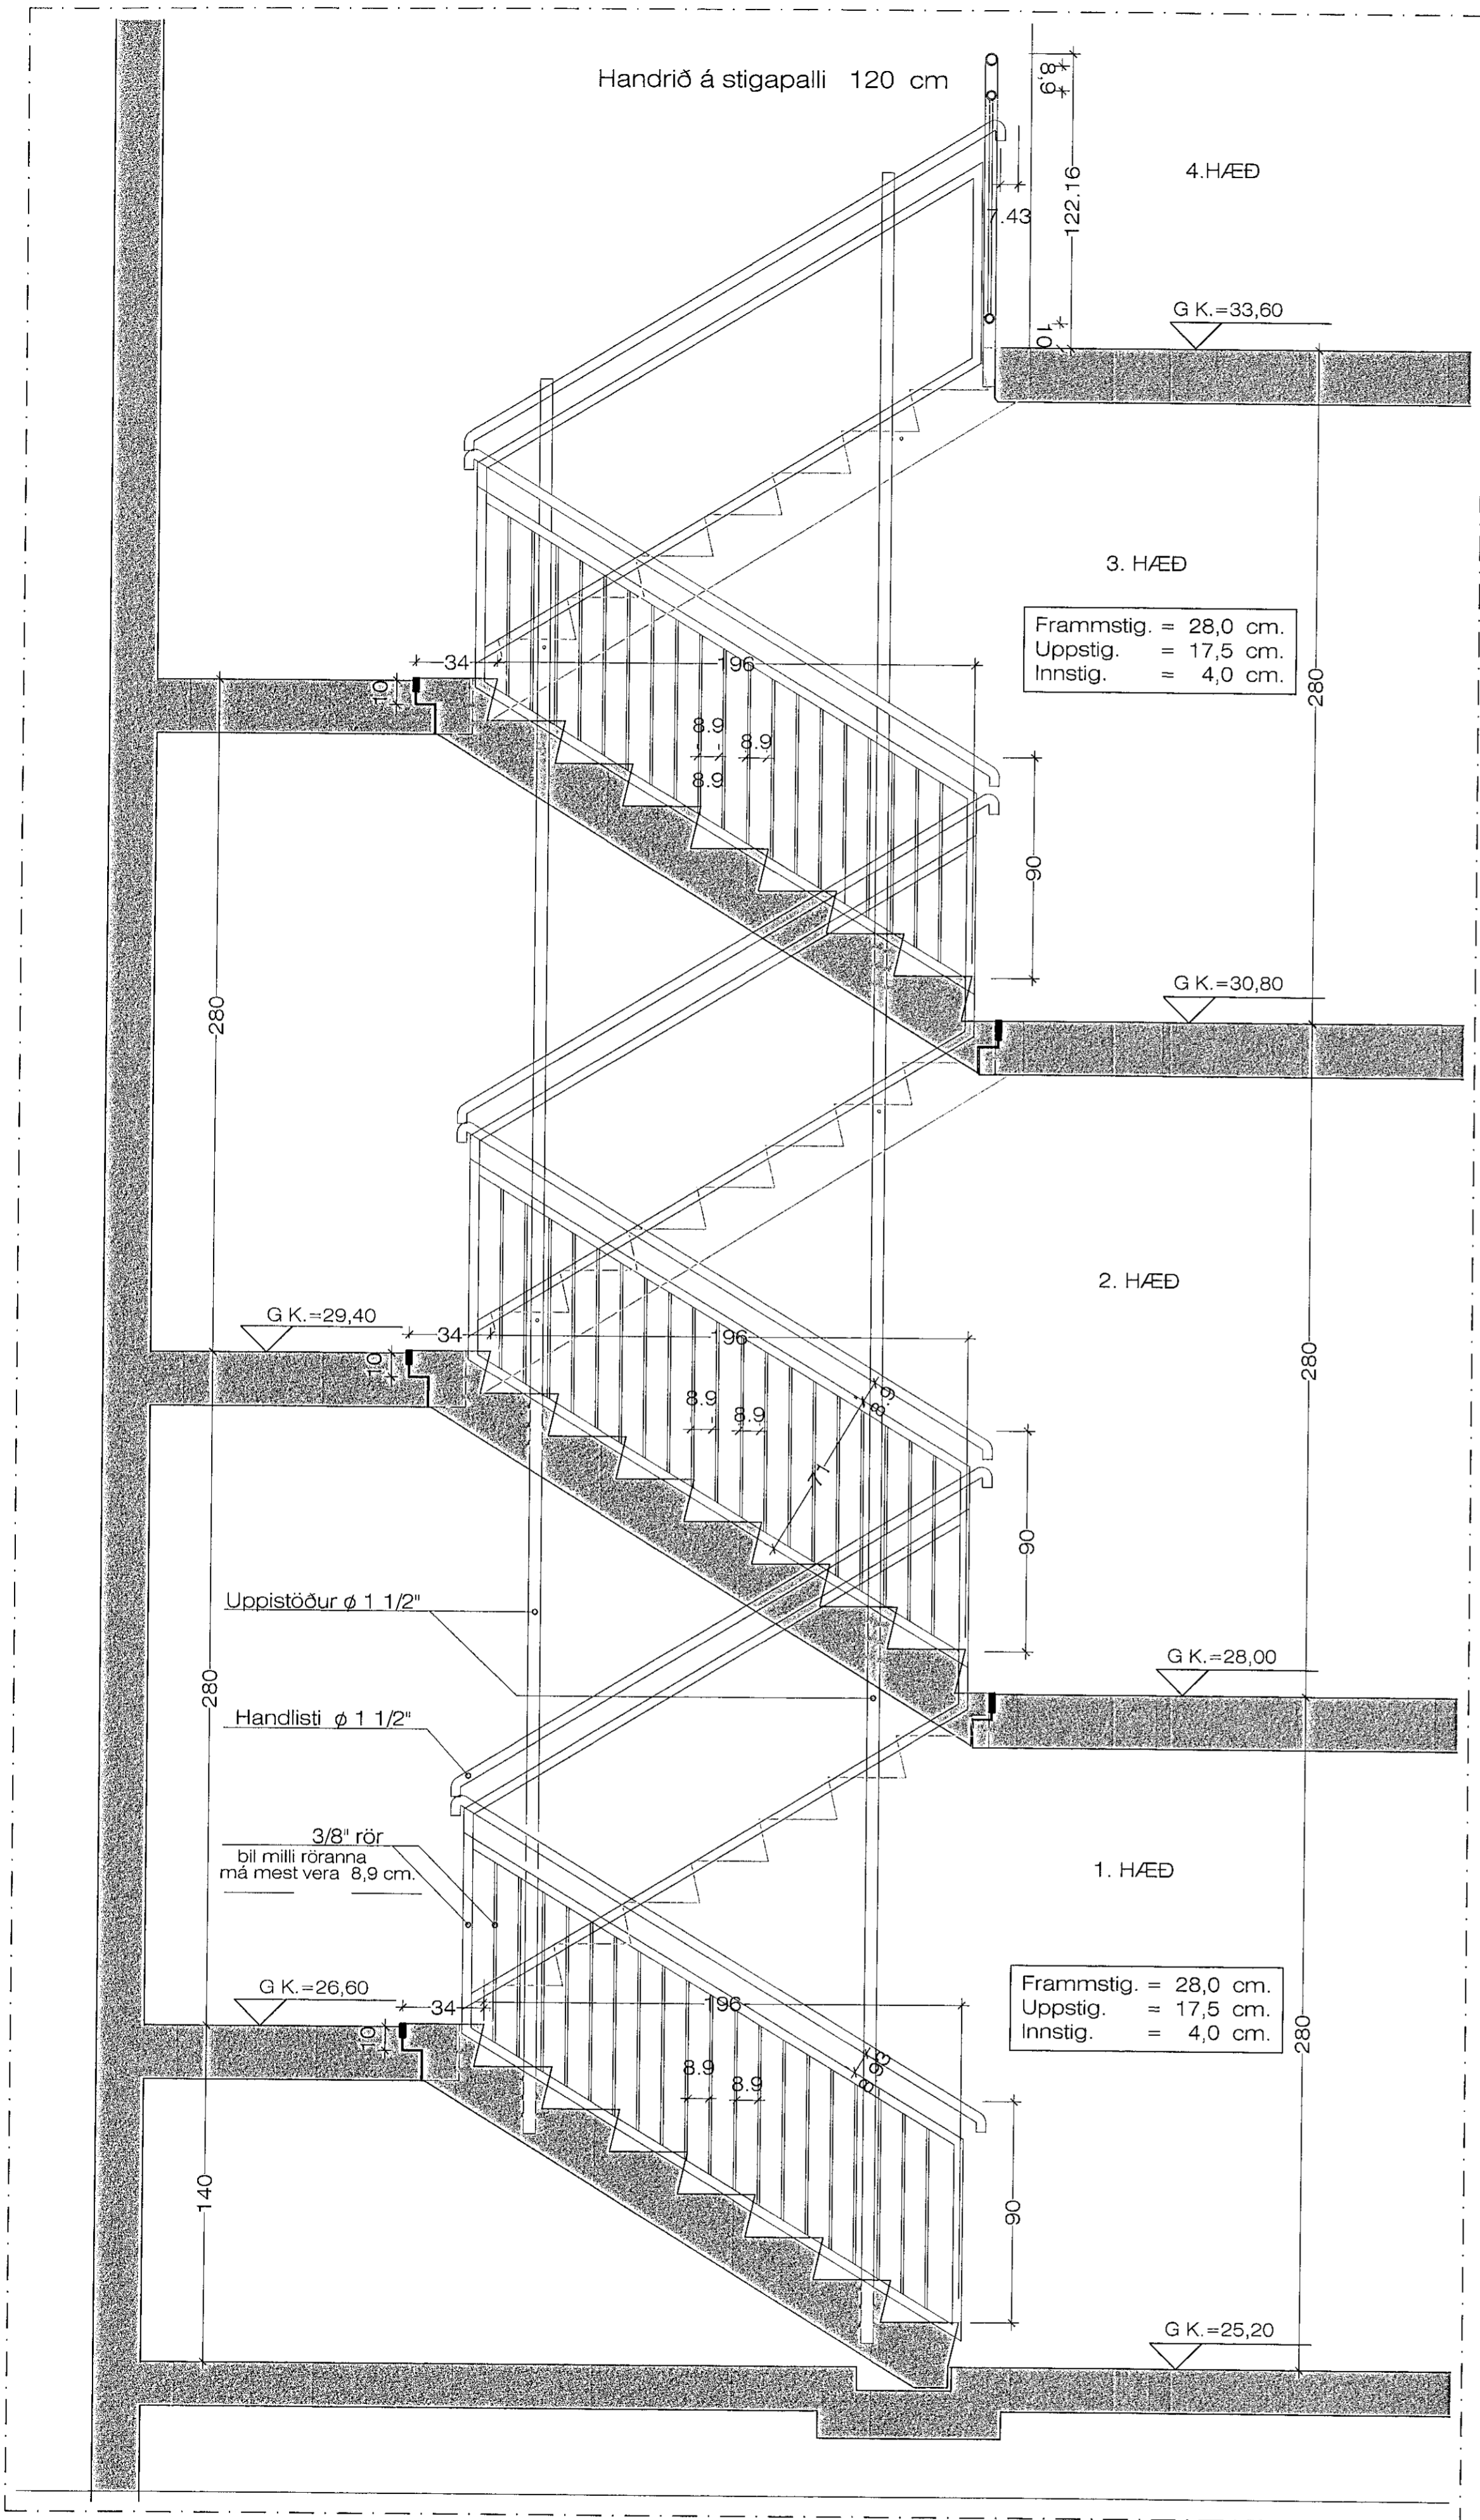 Handrið á stigapalli 120 cm
8.9
122.16
4.HÆÐ
7.43
G K.=33,60
10
3. HÆÐ
Frammstig. = 28,0 cm.
Uppstig. = 17,5 cm.
Innstig. = 4,0 cm.
34
196
10
280
8.9
8.9
8.9
90
G K.=30,80
280
2. HÆÐ
G K.=29,40
34
196
10
280
8.9
8.9
8.9
71
90
Uppistöður ø 1 1/2"
G K.=28,00
280
Handlisti ø 1 1/2"
3/8" rör
bil milli röranna
má mest vera 8,9 cm.
1. HÆÐ
G K.=26,60
Frammstig. = 28,0 cm.
Uppstig. = 17,5 cm.
Innstig. = 4,0 cm.
34
196
10
280
8.9
8.9
8.93
90
140
G K.=25,20